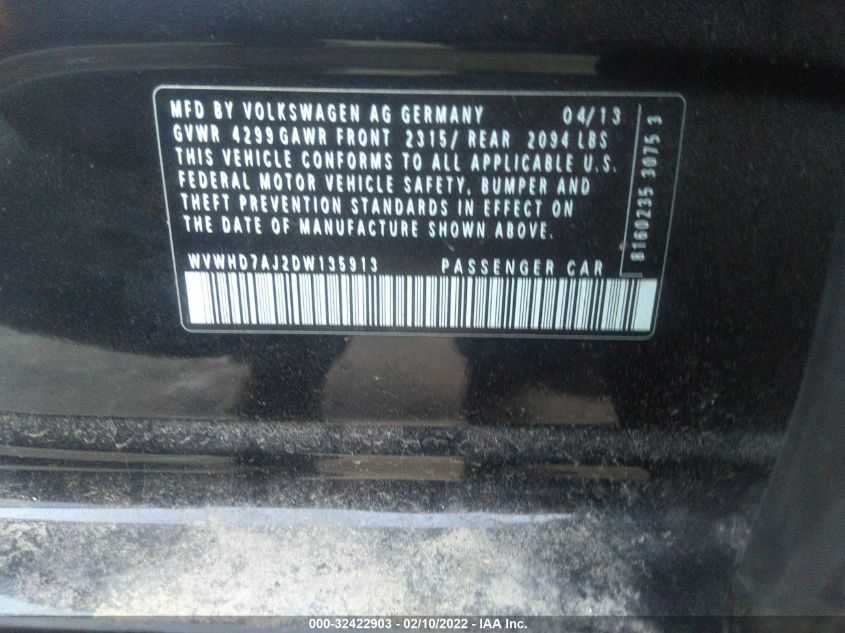 MFD BY VOLKSWAGEN AG GERMANY 04/13
GVWR 4299 GAWR FRONT 2315/ REAR 2094 LBS
THIS VEHICLE CONFORMS TO ALL APPLICABLE U.S.
FEDERAL MOTOR VEHICLE SAFETY, BUMPER AND
THEFT PREVENTION STANDARDS IN EFFECT ON
THE DATE OF MANUFACTURE SHOWN ABOVE.
WVWHD7AJ2DW135913 PASSENGER CAR
8160235 3075 3
000-32422903 - 02/10/2022 - IAA Inc.